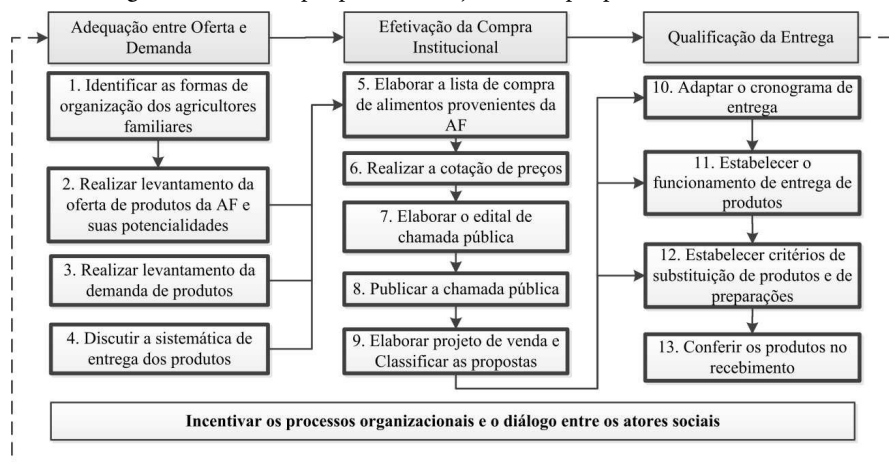 Adequação entre Oferta e
Demanda
1. Identificar as formas de
organização dos agricultores
familiares
2. Realizar levantamento da
oferta de produtos da AF e
suas potencialidades
3. Realizar levantamento da
demanda de produtos
4. Discutir a sistemática de
entrega dos produtos
Efetivação da Compra
Institucional
5. Elaborar a lista de compra
de alimentos provenientes da
AF
6. Realizar a cotação de preços
7. Elaborar o edital de
chamada pública
8. Publicar a chamada pública
9. Elaborar projeto de venda e
Classificar as propostas
Qualificação da Entrega
10. Adaptar o cronograma de
entrega
11. Estabelecer o
funcionamento de entrega de
produtos
12. Estabelecer critérios de
substituição de produtos e de
preparações
13. Conferir os produtos no
recebimento
Incentivar os processos organizacionais e o diálogo entre os atores sociais